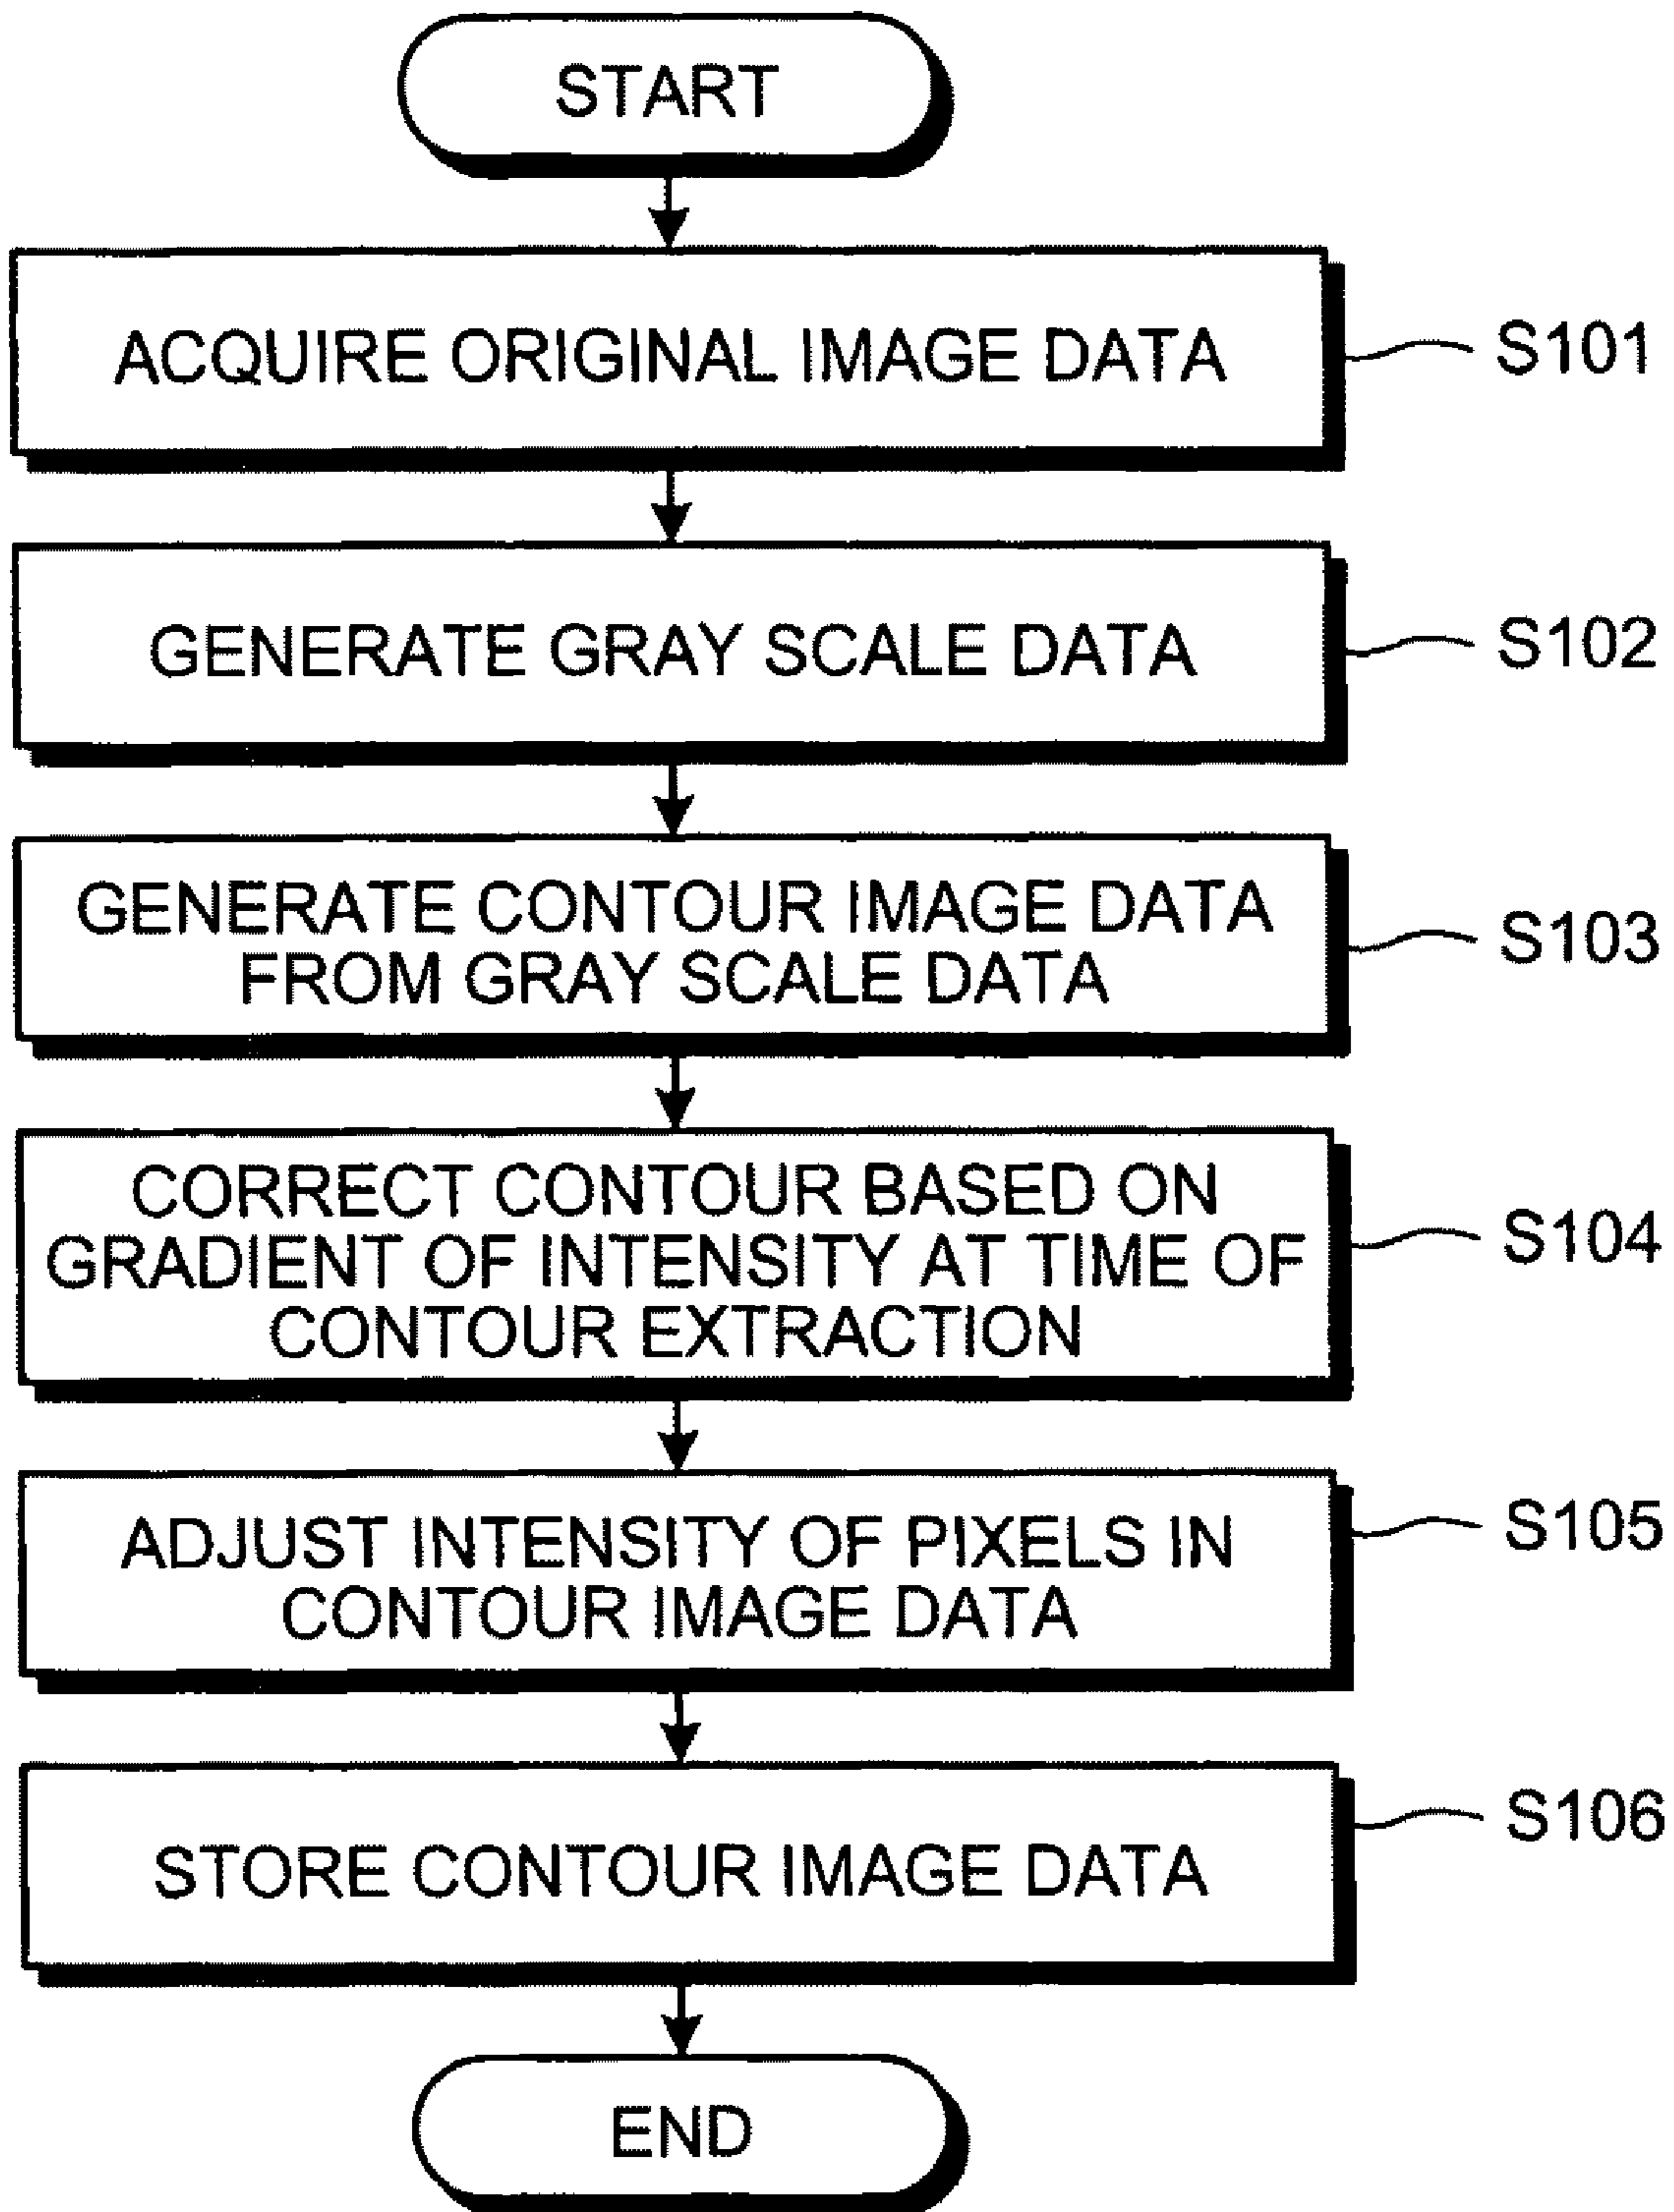 START
ACQUIRE ORIGINAL IMAGE DATA
S101
GENERATE GRAY SCALE DATA
S102
GENERATE CONTOUR IMAGE DATA
FROM GRAY SCALE DATA
S103
CORRECT CONTOUR BASED ON
GRADIENT OF INTENSITY AT TIME OF
CONTOUR EXTRACTION
S104
ADJUST INTENSITY OF PIXELS IN
CONTOUR IMAGE DATA
S105
STORE CONTOUR IMAGE DATA
S106
END